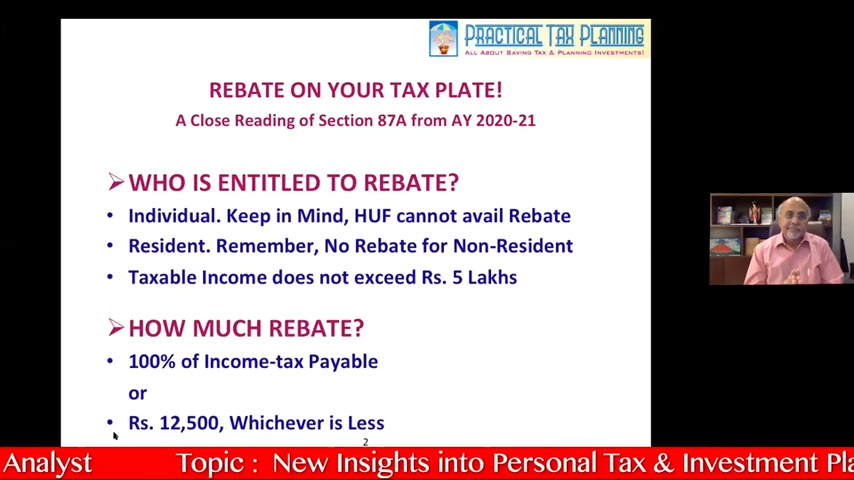 PRACTICAL TAX PLANNING
ALL ABOUT SAVING TAX & PLANNING INVESTMENTS!
REBATE ON YOUR TAX PLATE!
A Close Reading of Section 87A from AY 2020-21
➢WHO IS ENTITLED TO REBATE?
• Individual. Keep in Mind, HUF cannot avail Rebate
• Resident. Remember, No Rebate for Non-Resident
• Taxable Income does not exceed Rs. 5 Lakhs
➢HOW MUCH REBATE?
• 100% of Income-tax Payable
or
• Rs. 12,500, Whichever is Less
2
Analyst Topic : New Insights into Personal Tax & Investment Pla